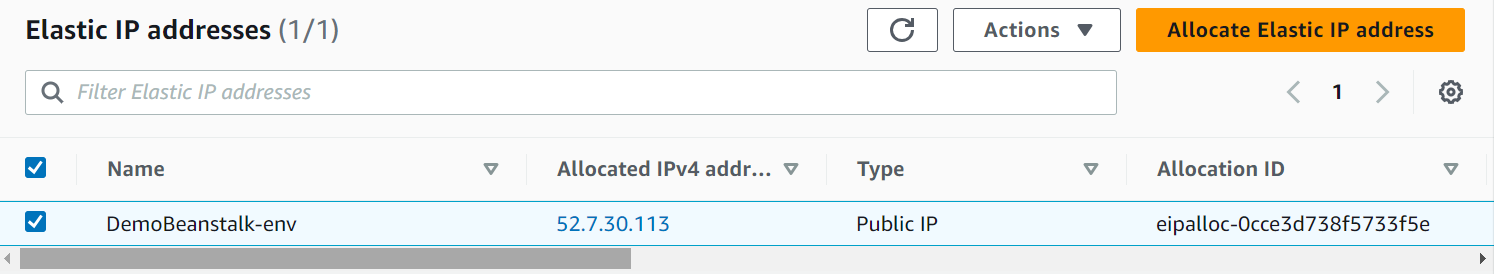 Elastic IP addresses (1/1)
Actions
Allocate Elastic IP address
Filter Elastic IP addresses
1
Name
Allocated IPv4 addr...
Type
Allocation ID
DemoBeanstalk-env
52.7.30.113
Public IP
eipalloc-0cce3d738f5733f5e